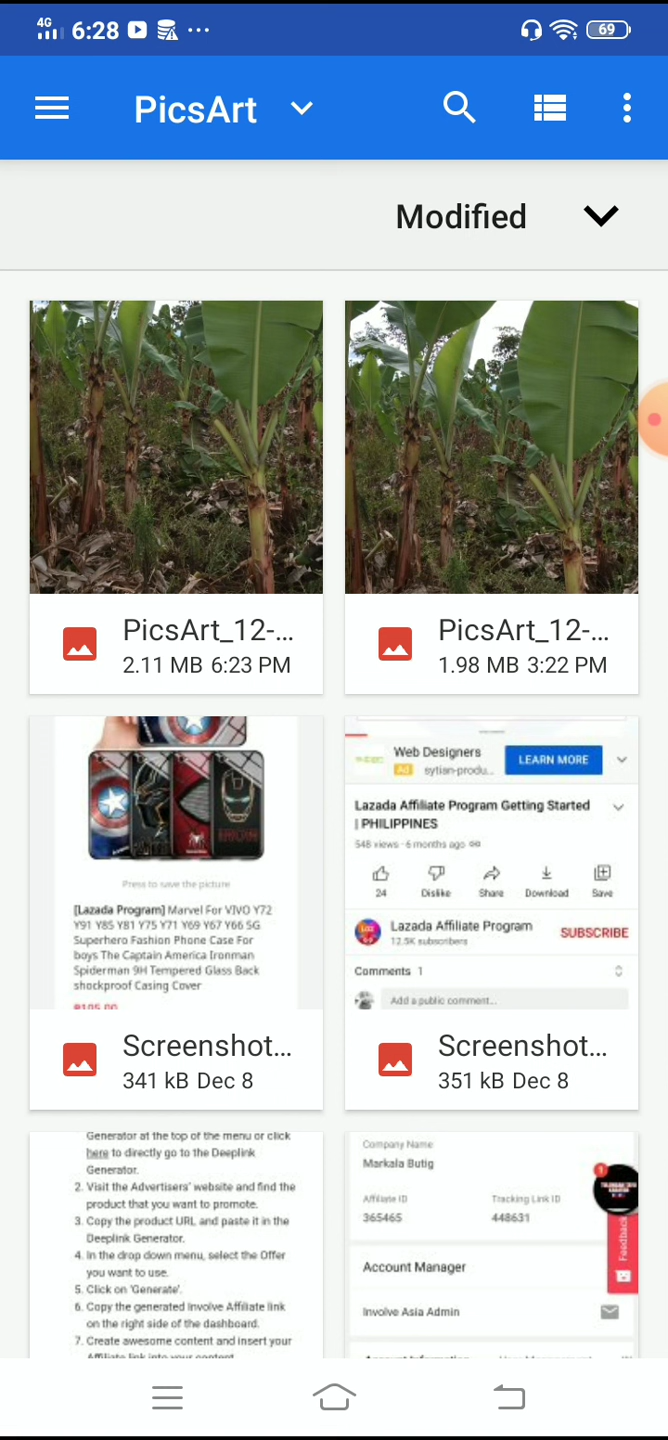 4G 6:28 69
PicsArt
Modified
PicsArt_12-...
2.11 MB 6:23 PM
PicsArt_12-...
1.98 MB 3:22 PM
Press to save the picture
[Lazada Program] Marvel For VIVO Y72
Y91 Y85 Y81 Y75 Y71 Y69 Y67 Y66 5G
Superhero Fashion Phone Case For
boys The Captain America Ironman
Spiderman 9H Tempered Glass Back
shockproof Casing Cover
Screenshot...
341 kB Dec 8
Web Designers
Ad sytian-produ...
LEARN MORE
Lazada Affiliate Program Getting Started
| PHILIPPINES
548 views · 6 months ago
24 Dislike Share Download Save
Lazada Affiliate Program
12.5K subscribers
SUBSCRIBE
Comments 1
Add a public comment...
Screenshot...
351 kB Dec 8
Generator at the top of the menu or click
here to directly go to the Deeplink
Generator.
2. Visit the Advertisers' website and find the
product that you want to promote.
3. Copy the product URL and paste it in the
Deeplink Generator.
4. In the drop down menu, select the Offer
you want to use.
5. Click on 'Generate'.
6. Copy the generated Involve Affiliate link
on the right side of the dashboard.
7. Create awesome content and insert your
Affiliate link into your content
Company Name
Markala Butig
Affiliate ID Tracking Link ID
365465 448631
1
Feedback
Account Manager
Involve Asia Admin